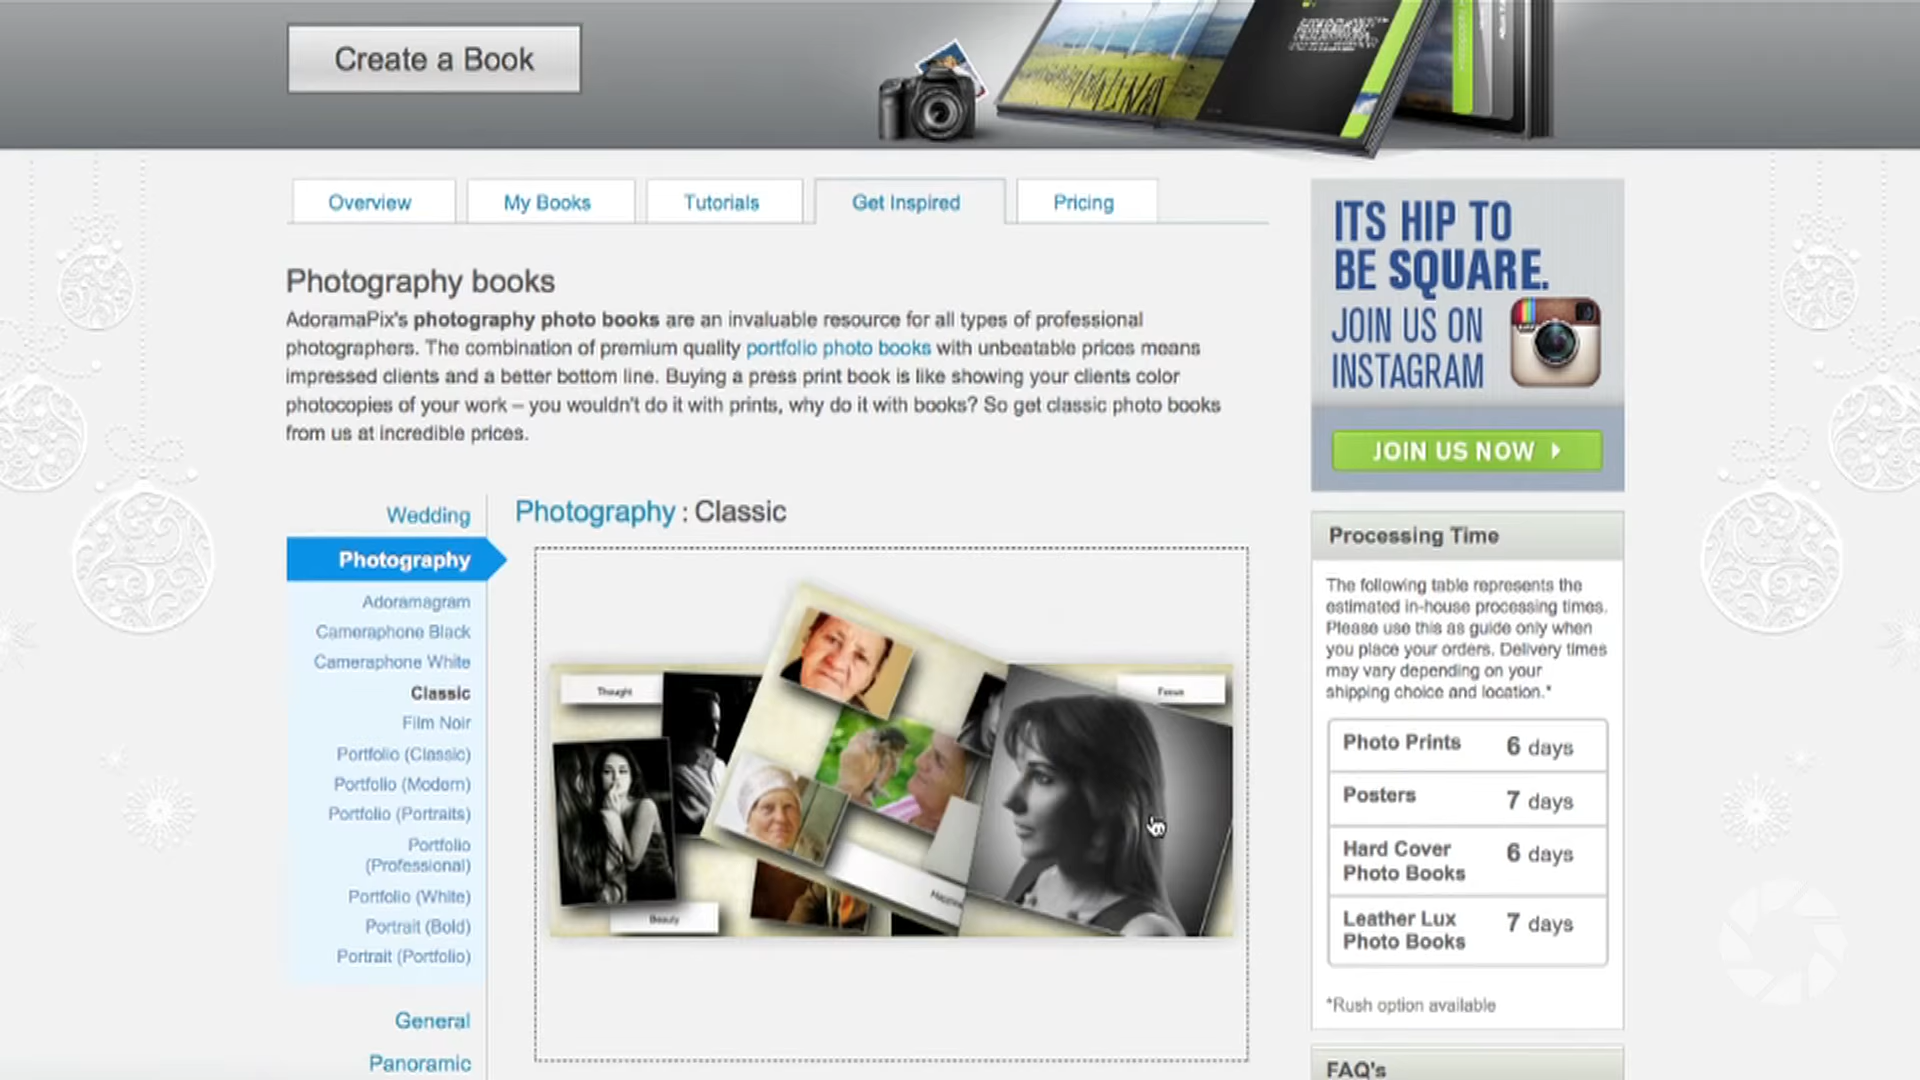 Create a Book
Overview
My Books
Tutorials
Get Inspired
Pricing
Photography books
AdoramaPix's photography photo books are an invaluable resource for all types of professional
photographers. The combination of premium quality portfolio photo books with unbeatable prices means
impressed clients and a better bottom line. Buying a press print book is like showing your clients color
photocopies of your work – you wouldn't do it with prints, why do it with books? So get classic photo books
from us at incredible prices.
Wedding
Photography
Adoramagram
Cameraphone Black
Cameraphone White
Classic
Film Noir
Portfolio (Classic)
Portfolio (Modern)
Portfolio (Portraits)
Portfolio
(Professional)
Portfolio (White)
Portrait (Bold)
Portrait (Portfolio)
General
Panoramic
Photography : Classic
Thought
Focus
Beauty
ITS HIP TO
BE SQUARE.
JOIN US ON
INSTAGRAM
JOIN US NOW
Processing Time
The following table represents the
estimated in-house processing times.
Please use this as guide only when
you place your orders. Delivery times
may vary depending on your
shipping choice and location.*
Photo Prints 6 days
Posters 7 days
Hard Cover
Photo Books 6 days
Leather Lux
Photo Books 7 days
*Rush option available
FAQ's